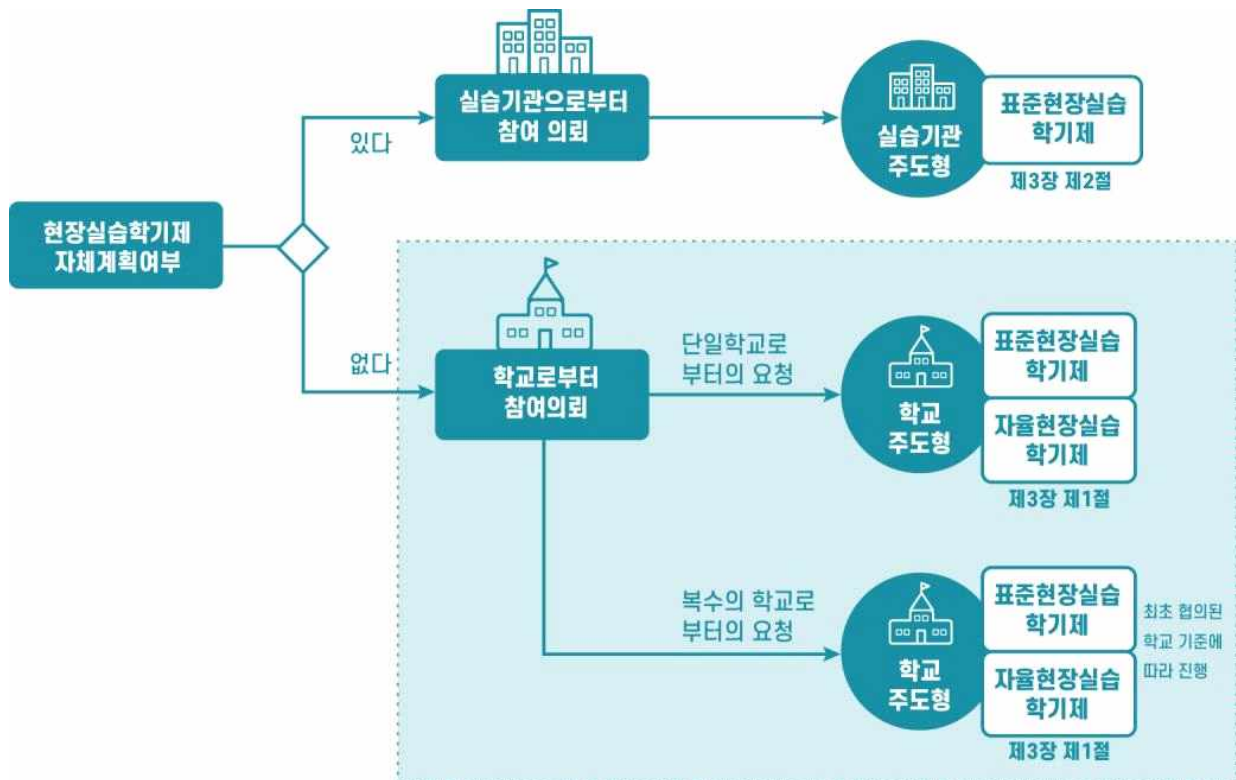 실습기관으로부터
참여 의뢰
있다
실습기관
주도형
표준현장실습
학기제
제3장 제2절
현장실습학기제
자체계획여부
없다
학교로부터
참여의뢰
단일학교로
부터의 요청
학교
주도형
표준현장실습
학기제
자율현장실습
학기제
제3장 제1절
복수의 학교로
부터의 요청
학교
주도형
표준현장실습
학기제
자율현장실습
학기제
최초 협의된
학교 기준에
따라 진행
제3장 제1절